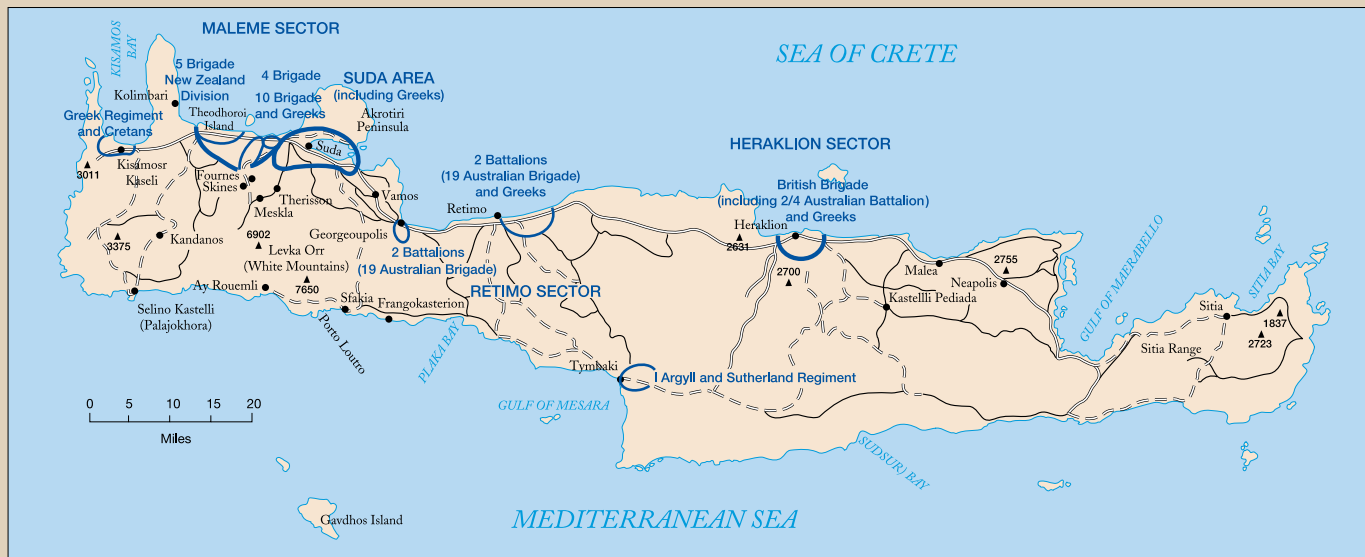 MALEME SECTOR
SEA OF CRETE
KISAMOS
BAY
5 Brigade
New Zealand
Division
4 Brigade
10 Brigade
and Greeks
SUDA AREA
(including Greeks)
Kolimbari
Theodhoroi
Island
Akrotiri
Peninsula
Greek Regiment
and Cretans
Suda
HERAKLION SECTOR
3011
Kisamosr
Kaseli
Fournes
Skines
Therisson
Meskla
Vamos
2 Battalions
(19 Australian Brigade)
and Greeks
British Brigade
(including 2/4 Australian Battalion)
and Greeks
Retimo
Heraklion
Georgeoupolis
2631
3375
Kandanos
6902
Levka Orr
(White Mountains)
7650
2 Battalions
(19 Australian Brigade)
2700
Malea
2755
Neapolis
GULF OF MAERABELLO
SITIA BAY
Ay Rouemli
Sfakia
Frangokasterion
RETIMO SECTOR
Kastellli Pediada
Selino Kastelli
(Palajokhora)
Porto Loutro
PLAKA BAY
Sitia
1837
2723
Sitia Range
Tymbaki
I Argyll and Sutherland Regiment
GULF OF MESARA
0 5 10 15 20
Miles
SUDSUR) BAY
Gavdhos Island
MEDITERRANEAN SEA